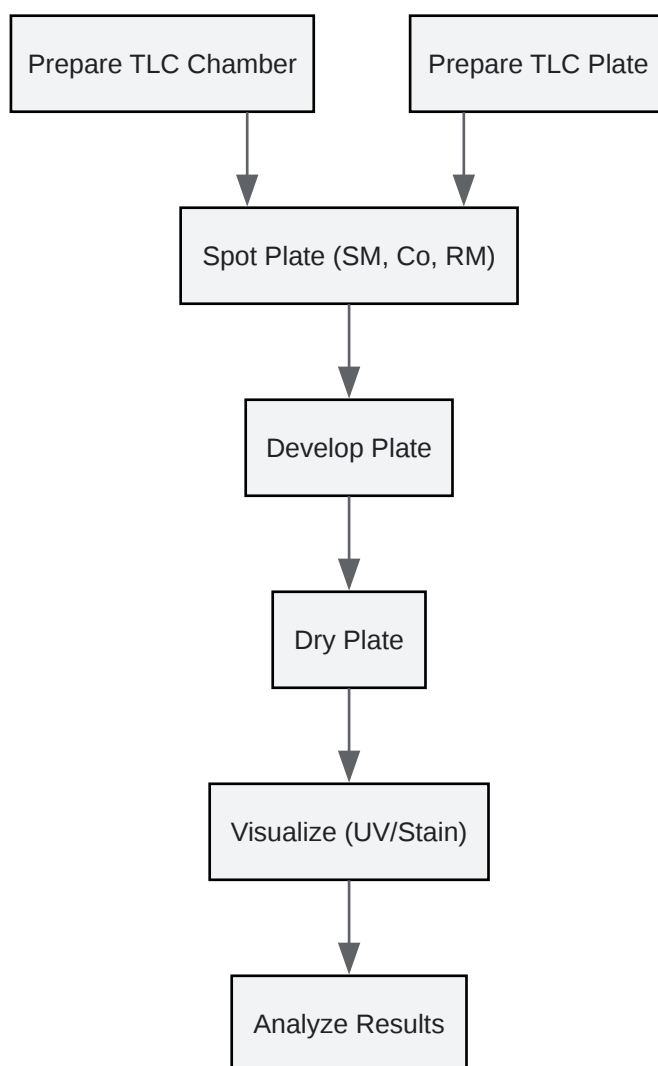 Prepare TLC Chamber
Prepare TLC Plate
Spot Plate (SM, Co, RM)
Develop Plate
Dry Plate
Visualize (UV/Stain)
Analyze Results